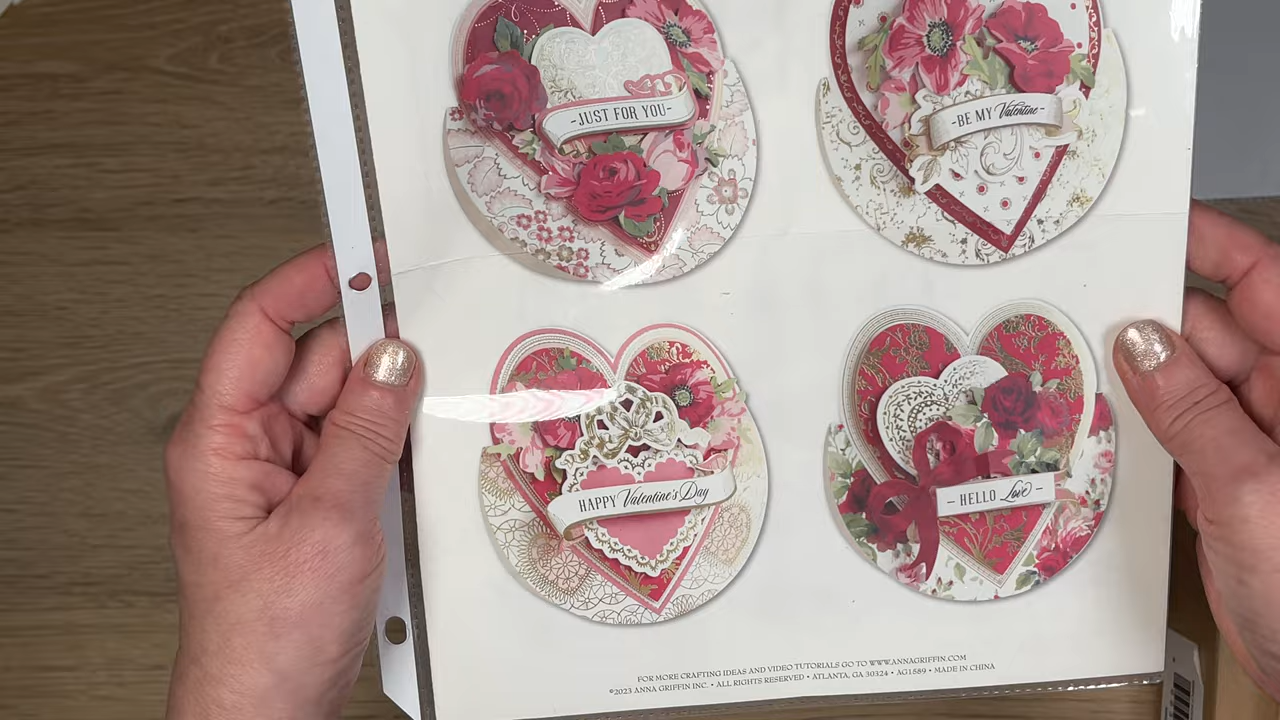 -JUST FOR YOU-
-BE MY Valentine-
HAPPY Valentine's Day
- HELLO Love -
FOR MORE CRAFTING IDEAS AND VIDEO TUTORIALS GO TO WWW.ANNAGRIFFIN.COM
©2023 ANNA GRIFFIN INC. • ALL RIGHTS RESERVED • ATLANTA, GA 30324 • AG1589 • MADE IN CHINA